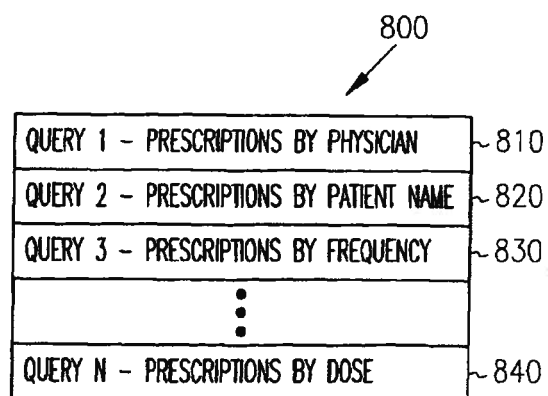 800
QUERY 1 - PRESCRIPTIONS BY PHYSICIAN 810
QUERY 2 - PRESCRIPTIONS BY PATIENT NAME 820
QUERY 3 - PRESCRIPTIONS BY FREQUENCY 830
QUERY N - PRESCRIPTIONS BY DOSE 840